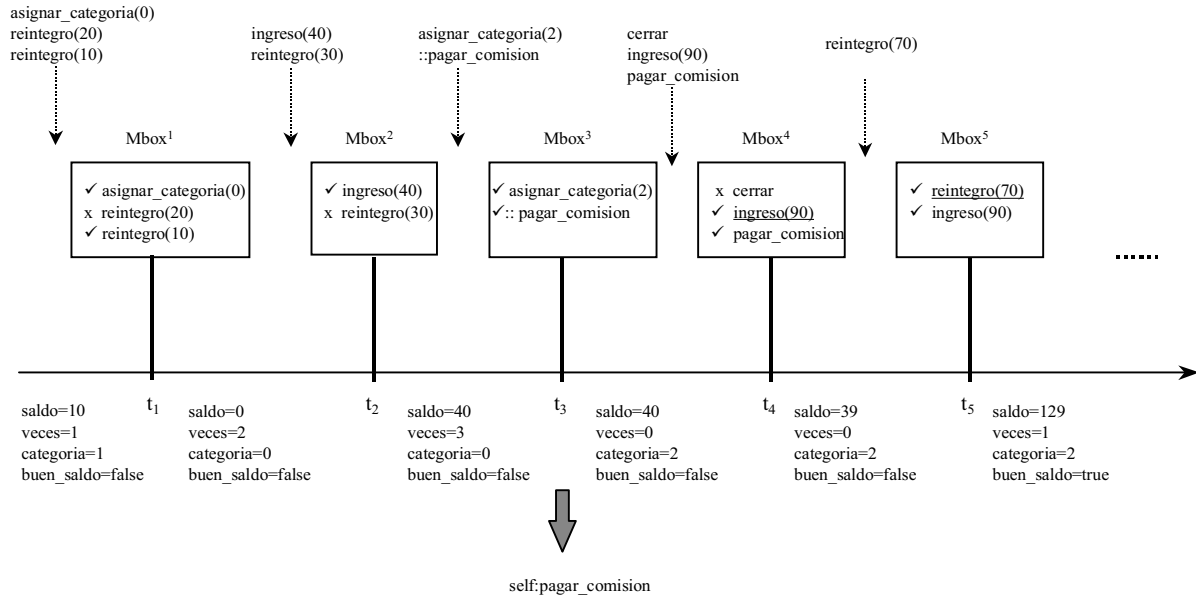 asignar_categoria(0)
reintegro(20)
reintegro(10)
ingreso(40)
reintegro(30)
asignar_categoria(2)
::pagar_comision
cerrar
ingreso(90)
pagar_comision
reintegro(70)
Mbox¹
Mbox²
Mbox³
Mbox⁴
Mbox⁵
✓ asignar_categoria(0)
x reintegro(20)
✓ reintegro(10)
✓ ingreso(40)
x reintegro(30)
✓ asignar_categoria(2)
✓:: pagar_comision
x cerrar
✓ ingreso(90)
✓ pagar_comision
✓ reintegro(70)
✓ ingreso(90)
......
t₁
t₂
t₃
t₄
t₅
saldo=10
veces=1
categoria=1
buen_saldo=false
saldo=0
veces=2
categoria=0
buen_saldo=false
saldo=40
veces=3
categoria=0
buen_saldo=false
saldo=40
veces=0
categoria=2
buen_saldo=false
saldo=39
veces=0
categoria=2
buen_saldo=false
saldo=129
veces=1
categoria=2
buen_saldo=true
self:pagar_comision